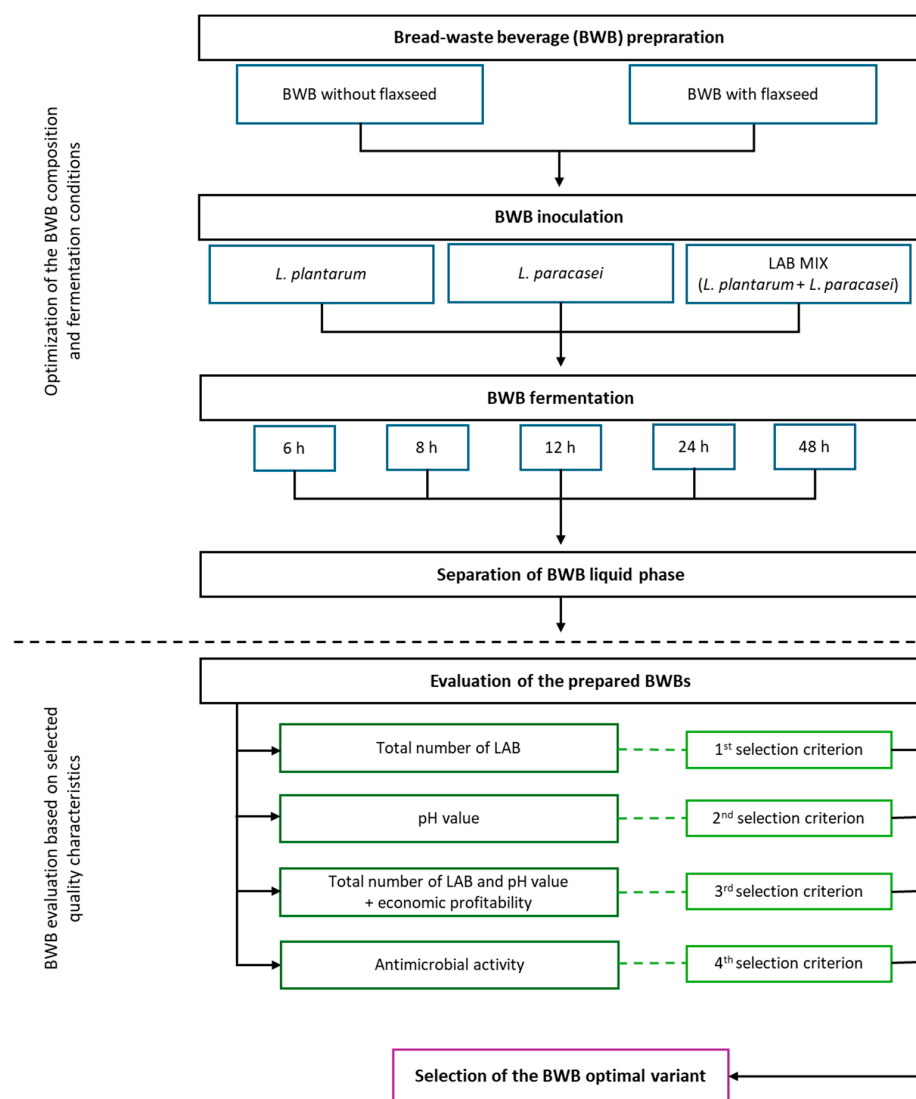 Bread-waste beverage (BWB) prepraration
BWB without flaxseed
BWB with flaxseed
Optimization of the BWB composition
and fermentation conditions
BWB inoculation
L. plantarum
L. paracasei
LAB MIX
(L. plantarum + L. paracasei)
BWB fermentation
6 h
8 h
12 h
24 h
48 h
Separation of BWB liquid phase
Evaluation of the prepared BWBs
BWB evaluation based on selected
quality characteristics
Total number of LAB
1st selection criterion
pH value
2nd selection criterion
Total number of LAB and pH value
+ economic profitability
3rd selection criterion
Antimicrobial activity
4th selection criterion
Selection of the BWB optimal variant